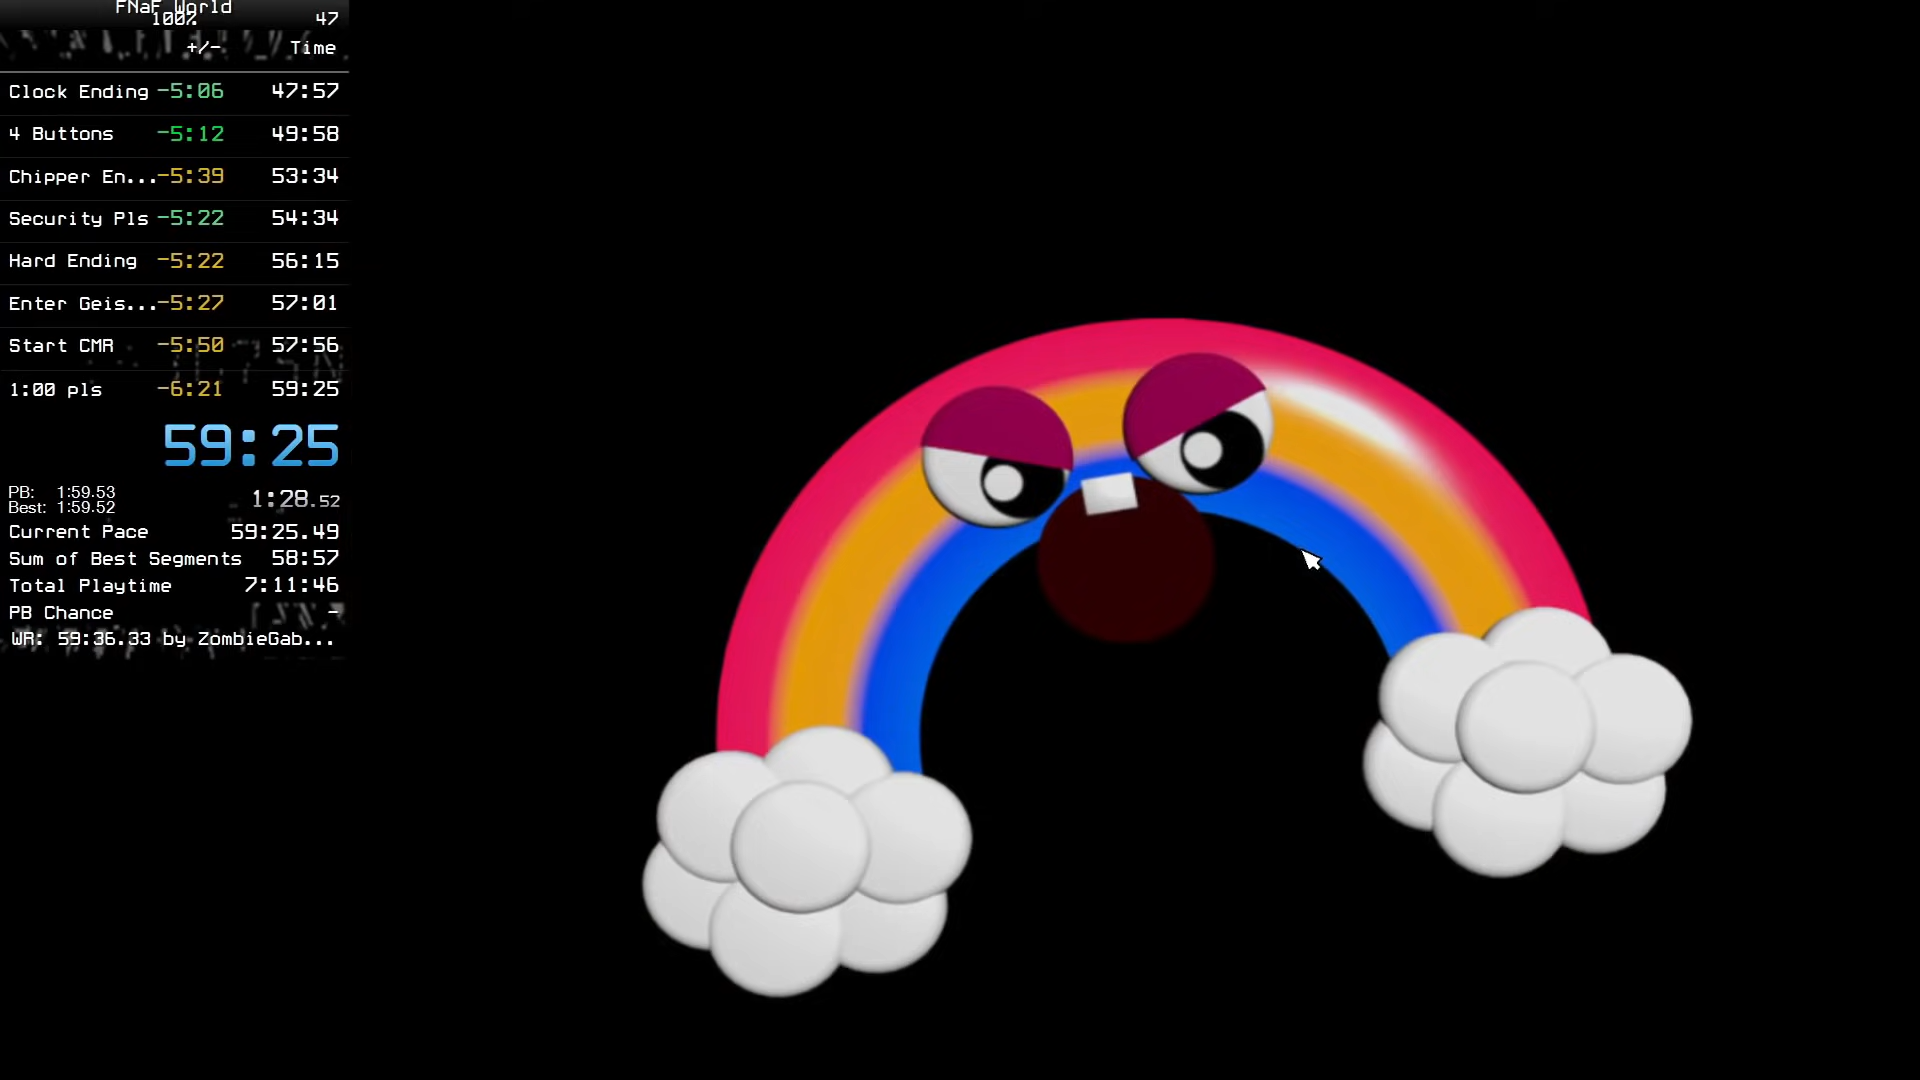 FNaF World
100% 47
+/- Time
Clock Ending -5:06 47:57
4 Buttons -5:12 49:58
Chipper En... -5:39 53:34
Security Pls -5:22 54:34
Hard Ending -5:22 56:15
Enter Geis... -5:27 57:01
Start CMR -5:50 57:56
1:00 pls -6:21 59:25
59:25
PB: 1:59.53 1:28.52
Best: 1:59.52
Current Pace 59:25.49
Sum of Best Segments 58:57
Total Playtime 7:11:46
PB Chance -
WR: 59:36.33 by ZombieGab...